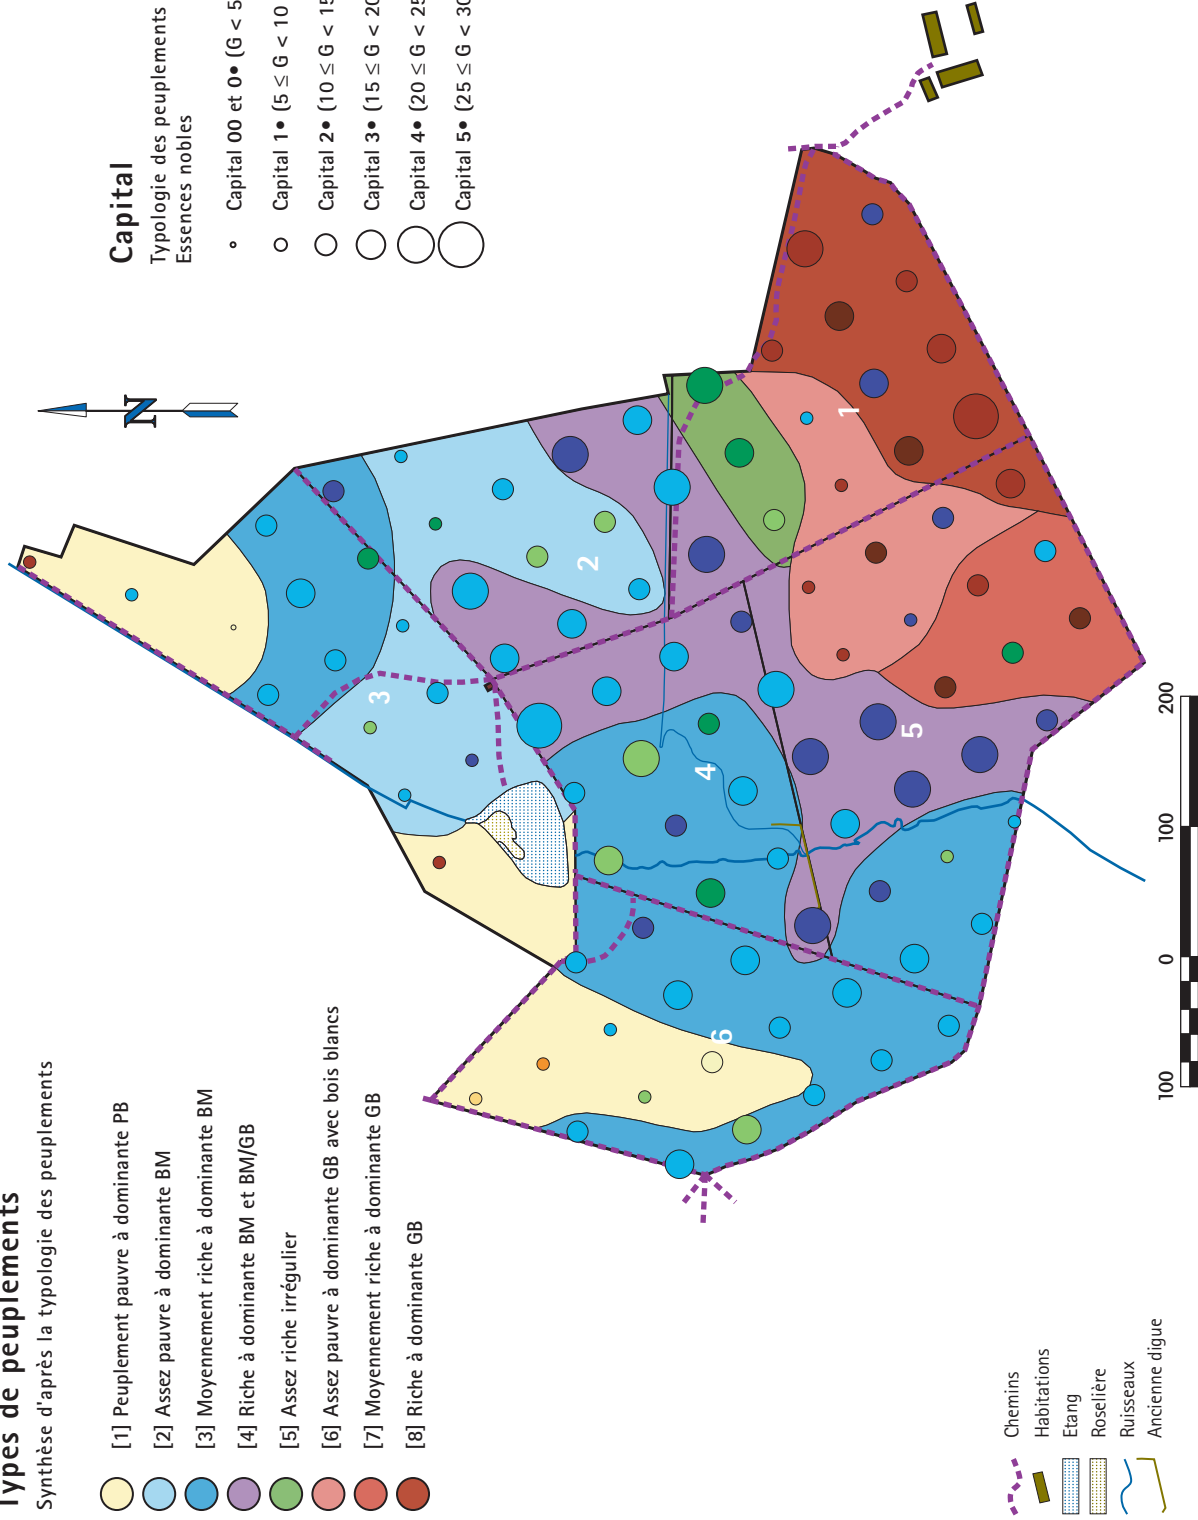 Types de peuplements
Synthèse d'après la typologie des peuplements
[1] Peuplement pauvre à dominante PB
[2] Assez pauvre à dominante BM
[3] Moyennement riche à dominante BM
[4] Riche à dominante BM et BM/GB
[5] Assez riche irrégulier
[6] Assez pauvre à dominante GB avec bois blancs
[7] Moyennement riche à dominante GB
[8] Riche à dominante GB
Capital
Typologie des peuplements
Essences nobles
Capital 00 et 0• (G < 5
Capital 1• (5 ≤ G < 10
Capital 2• (10 ≤ G < 15
Capital 3• (15 ≤ G < 20
Capital 4• (20 ≤ G < 25
Capital 5• (25 ≤ G < 30
N
1
2
3
4
5
6
Chemins
Habitations
Etang
Roselière
Ruisseaux
Ancienne digue
100
0
100
200